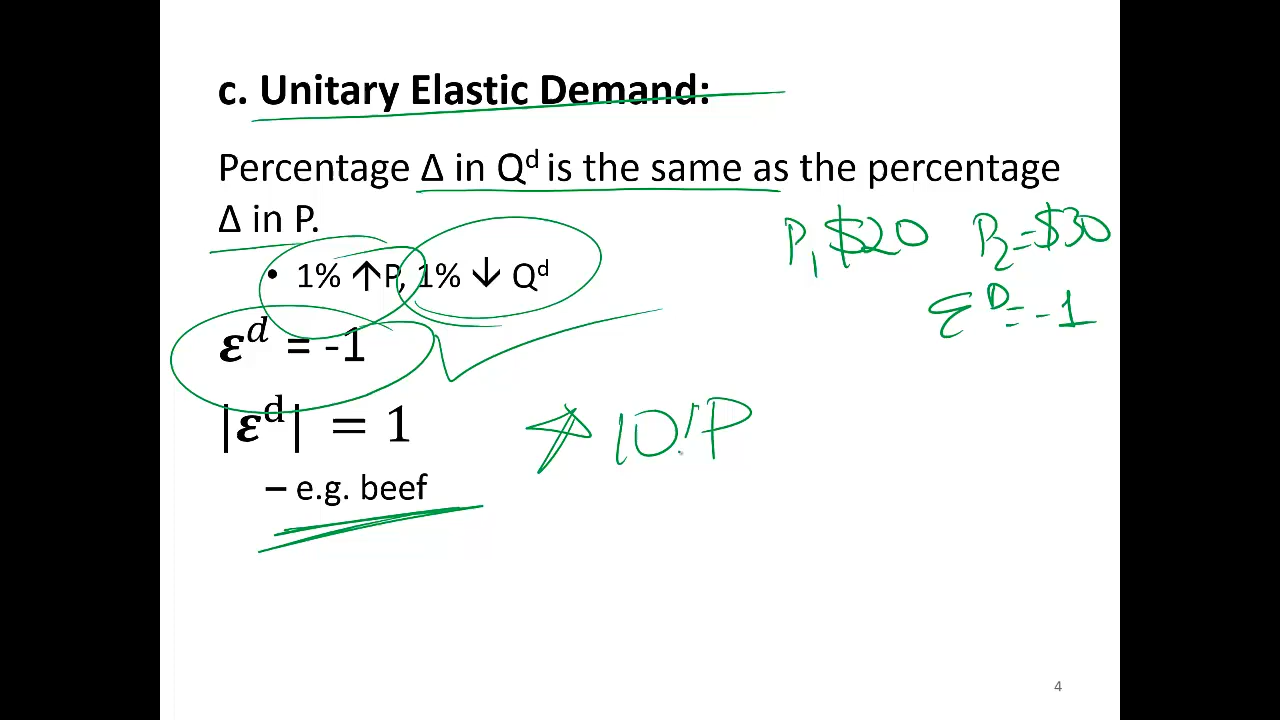 c. Unitary Elastic Demand:
Percentage Δ in Qᵈ is the same as the percentage
Δ in P.
P₁ $20 P₂=$30
• 1% ↑P, 1% ↓ Qᵈ
εᴰ=-1
𝜺ᵈ = -1
|𝜺ᵈ| = 1
10% P
– e.g. beef
4